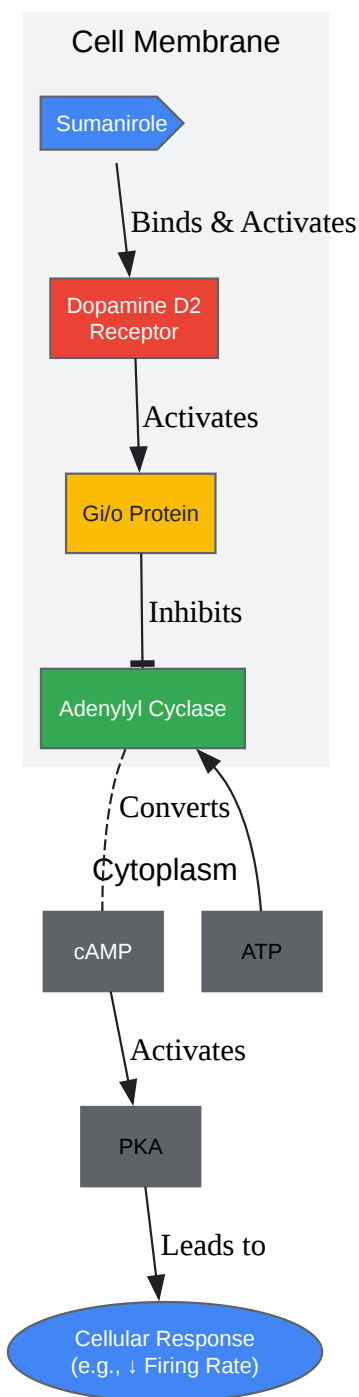 Cell Membrane
Sumanirole
Binds & Activates
Dopamine D2
Receptor
Activates
Gi/o Protein
Inhibits
Adenylyl Cyclase
Converts
Cytoplasm
cAMP
ATP
Activates
PKA
Leads to
Cellular Response
(e.g., ↓ Firing Rate)